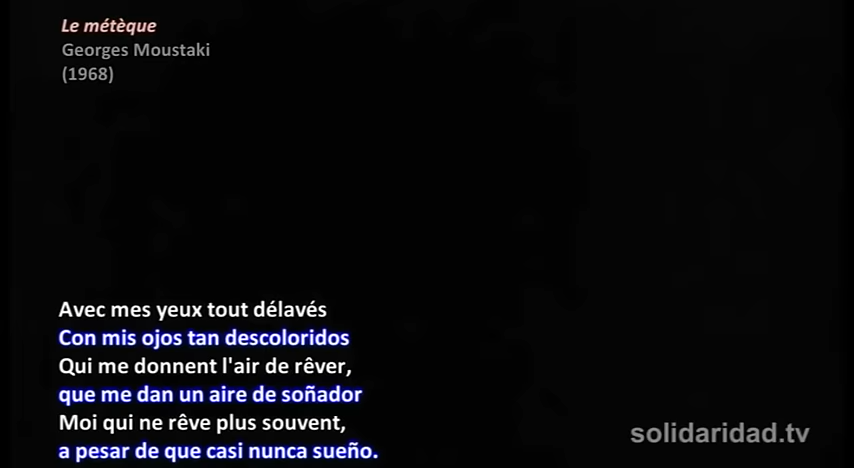 Le métèque
Georges Moustaki
(1968)
Avec mes yeux tout délavés
Con mis ojos tan descoloridos
Qui me donnent l'air de rêver,
que me dan un aire de soñador
Moi qui ne rêve plus souvent,
a pesar de que casi nunca sueño.
solidaridad.tv